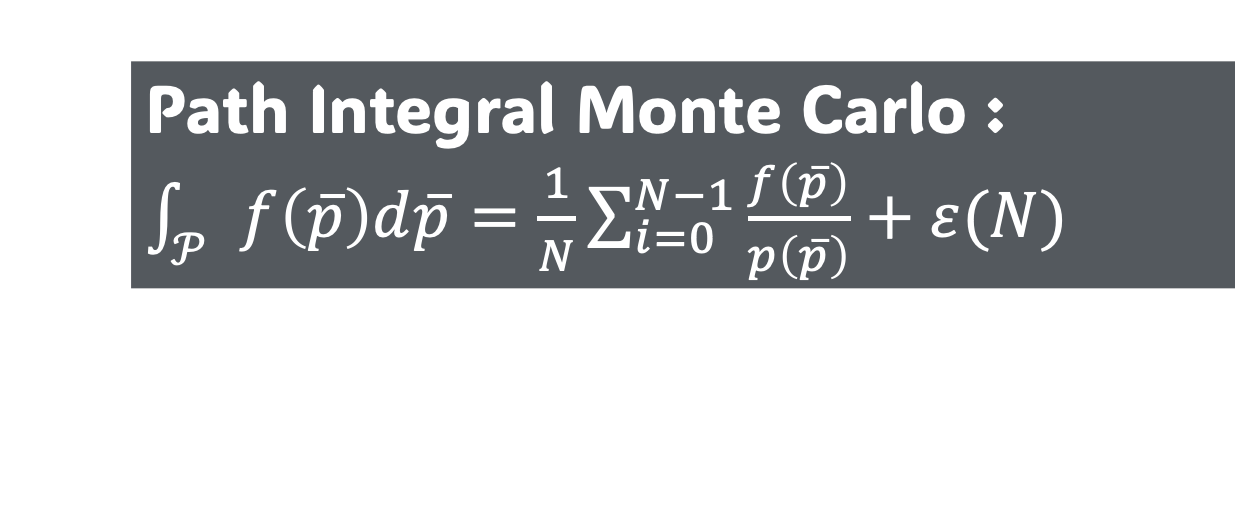 Path Integral Monte Carlo :
∫_𝒫 f(p̄)dp̄ = 1/N ∑_{i=0}^{N−1} f(p̄)/p(p̄) + ε(N)